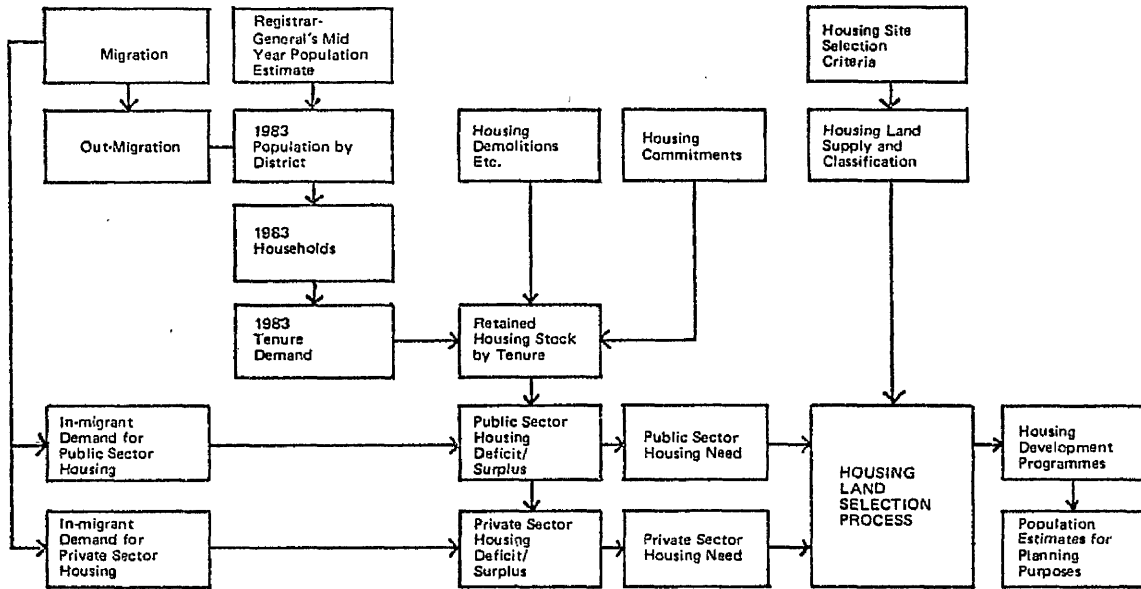 Migration
Registrar-
General's Mid
Year Population
Estimate
Housing Site
Selection
Criteria
Out-Migration
1983
Population by
District
Housing
Demolitions
Etc.
Housing
Commitments
Housing Land
Supply and
Classification
1983
Households
1983
Tenure
Demand
Retained
Housing Stock
by Tenure
In-migrant
Demand for
Public Sector
Housing
Public Sector
Housing
Deficit/
Surplus
Public Sector
Housing Need
HOUSING
LAND
SELECTION
PROCESS
Housing
Development
Programmes
In-migrant
Demand for
Private Sector
Housing
Private Sector
Housing
Deficit/
Surplus
Private Sector
Housing Need
Population
Estimates for
Planning
Purposes